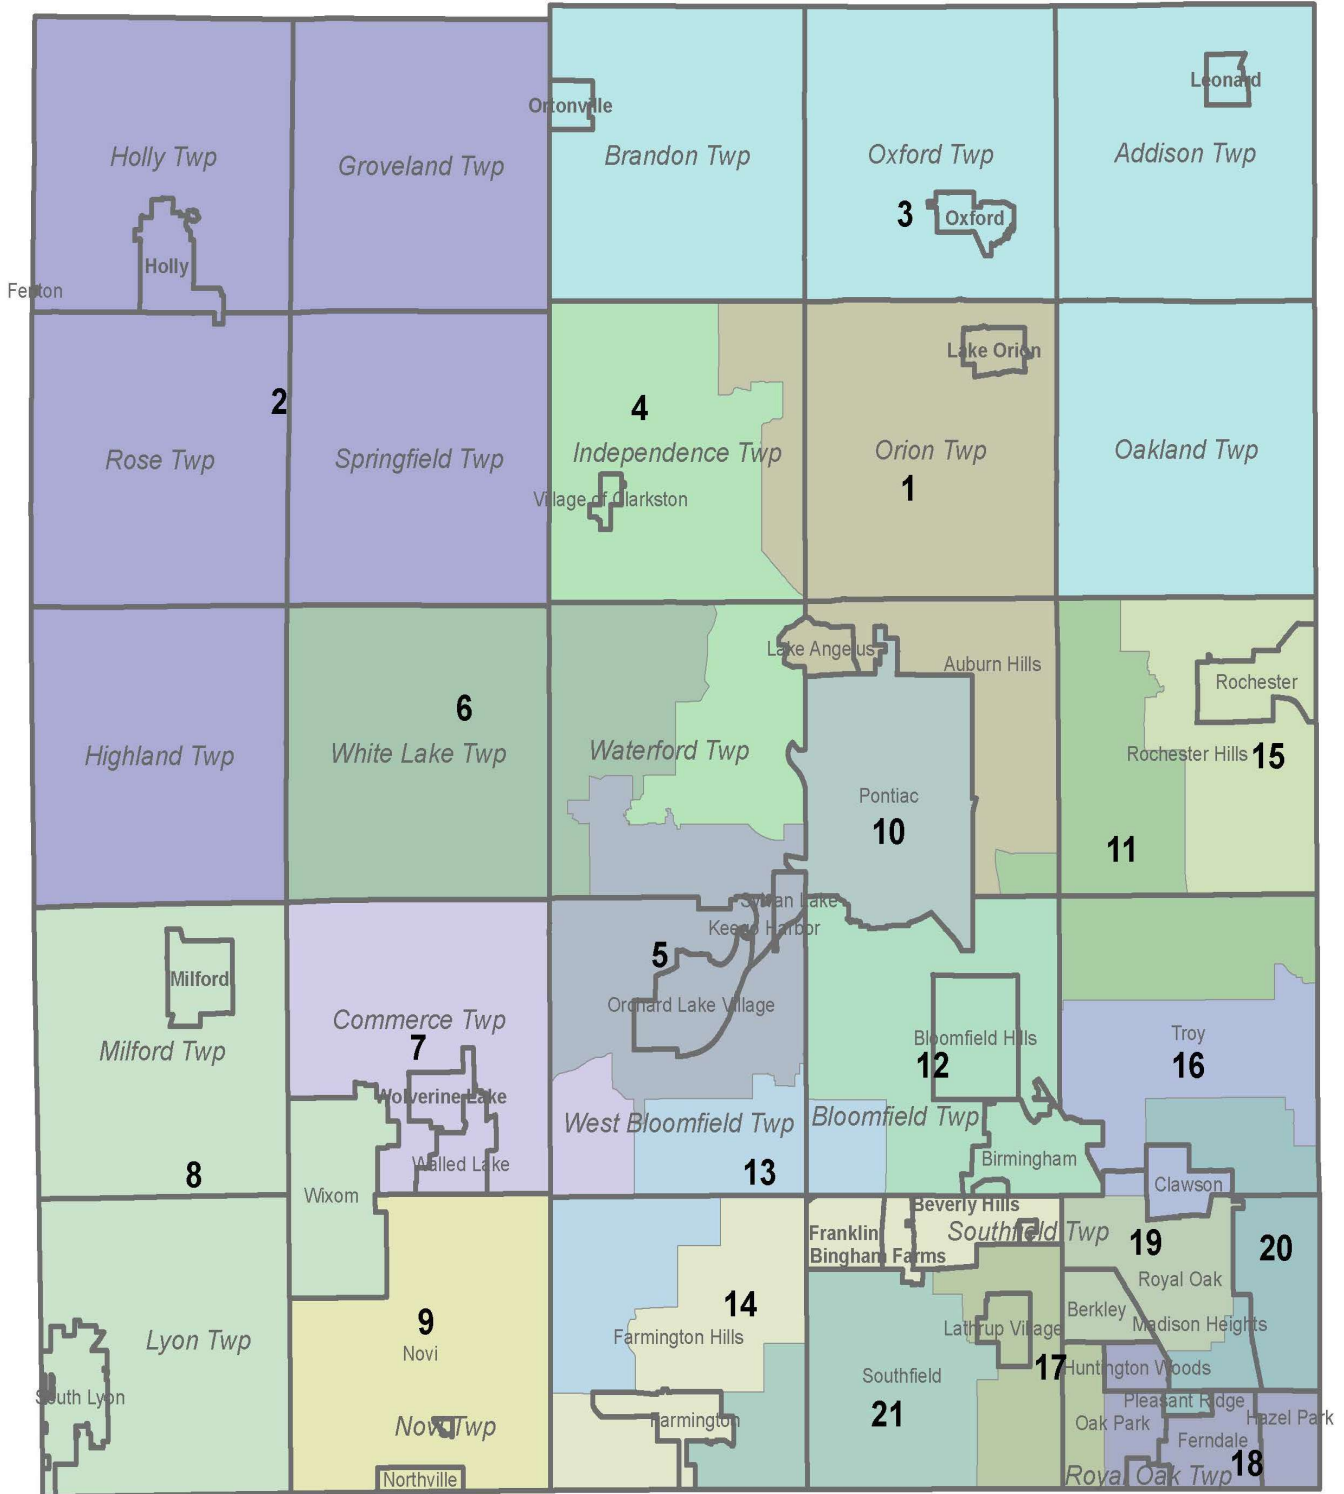 Leonard
Ortonville
Holly Twp
Groveland Twp
Brandon Twp
Oxford Twp
Addison Twp
3
Oxford
Holly
Fenton
Lake Orion
2
4
Rose Twp
Springfield Twp
Independence Twp
Orion Twp
Oakland Twp
Village of Clarkston
1
Lake Angelus
Auburn Hills
Rochester
6
Highland Twp
White Lake Twp
Waterford Twp
Rochester Hills
15
Pontiac
10
11
Sylvan Lake
Keego Harbor
5
Milford
Orchard Lake Village
Commerce Twp
7
Milford Twp
Bloomfield Hills
12
Troy
16
Wolverine Lake
West Bloomfield Twp
Bloomfield Twp
Walled Lake
8
13
Birmingham
Clawson
Wixom
Beverly Hills
Franklin
Southfield Twp
Bingham Farms
19
20
Royal Oak
14
Berkley
9
Farmington Hills
Lathrup Village
Madison Heights
Lyon Twp
Novi
Southfield
17
Huntington Woods
South Lyon
Pleasant Ridge
21
Farmington
Oak Park
Hazel Park
Novi Twp
Ferndale
Northville
Royal Oak Twp
18